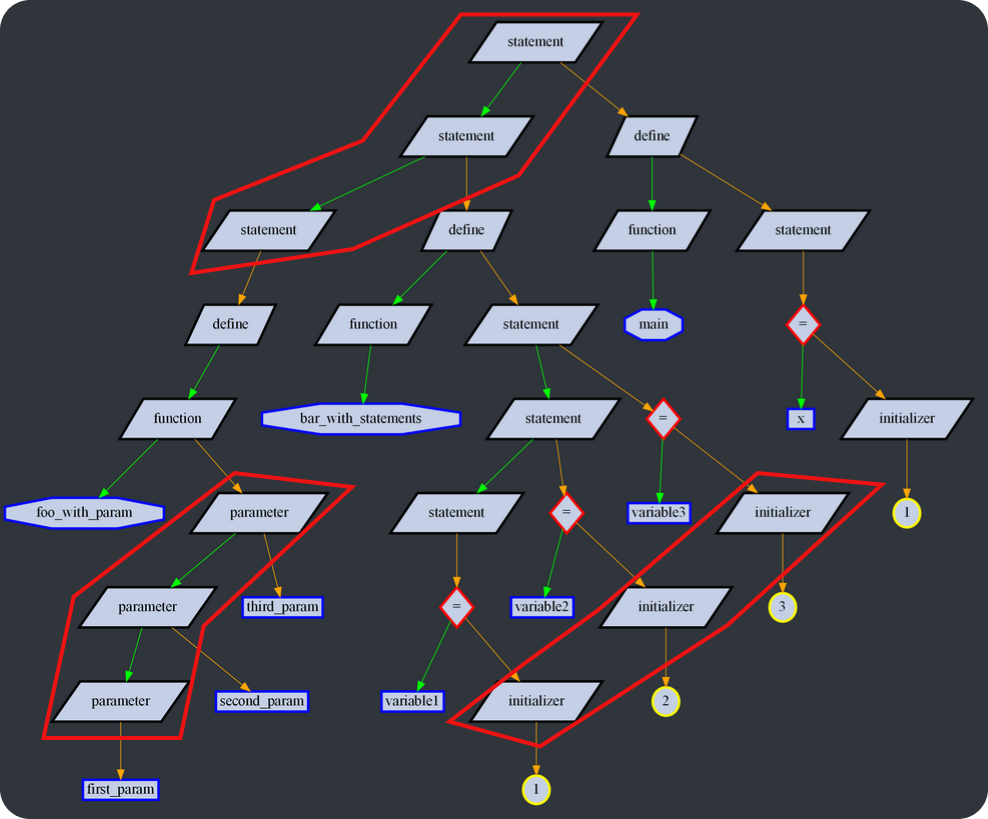 statement
statement
define
statement
define
function
statement
define
function
statement
main
=
function
bar_with_statements
statement
=
x
initializer
foo_with_param
parameter
statement
=
variable3
initializer
1
parameter
third_param
=
variable2
initializer
3
parameter
second_param
variable1
initializer
2
first_param
1